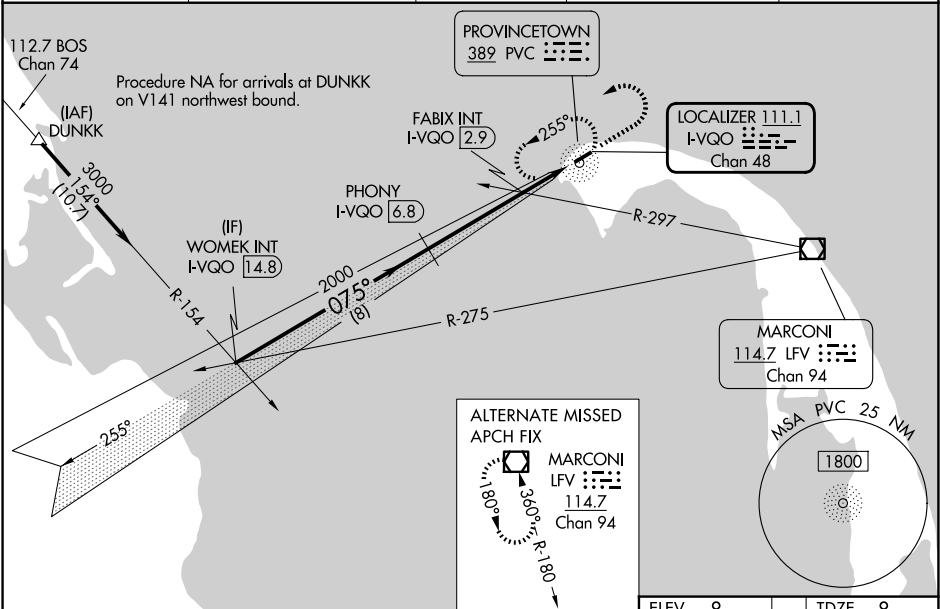 PROVINCETOWN
389 PVC
112.7 BOS
Chan 74
Procedure NA for arrivals at DUNKK
on V141 northwest bound.
(IAF)
DUNKK
FABIX INT
I-VQO 2.9
255°
LOCALIZER 111.1
I-VQO
Chan 48
3000
154°
(10.7)
PHONY
I-VQO 6.8
R-297
(IF)
WOMEK INT
I-VQO 14.8
2000
075°
(8)
R-154
R-275
MARCONI
114.7 LFV
Chan 94
255°
ALTERNATE MISSED
APCH FIX
MARCONI
LFV
114.7
Chan 94
180°
360°
R-180
MSA PVC 25 NM
1800
ELEV 9
TDZE 9